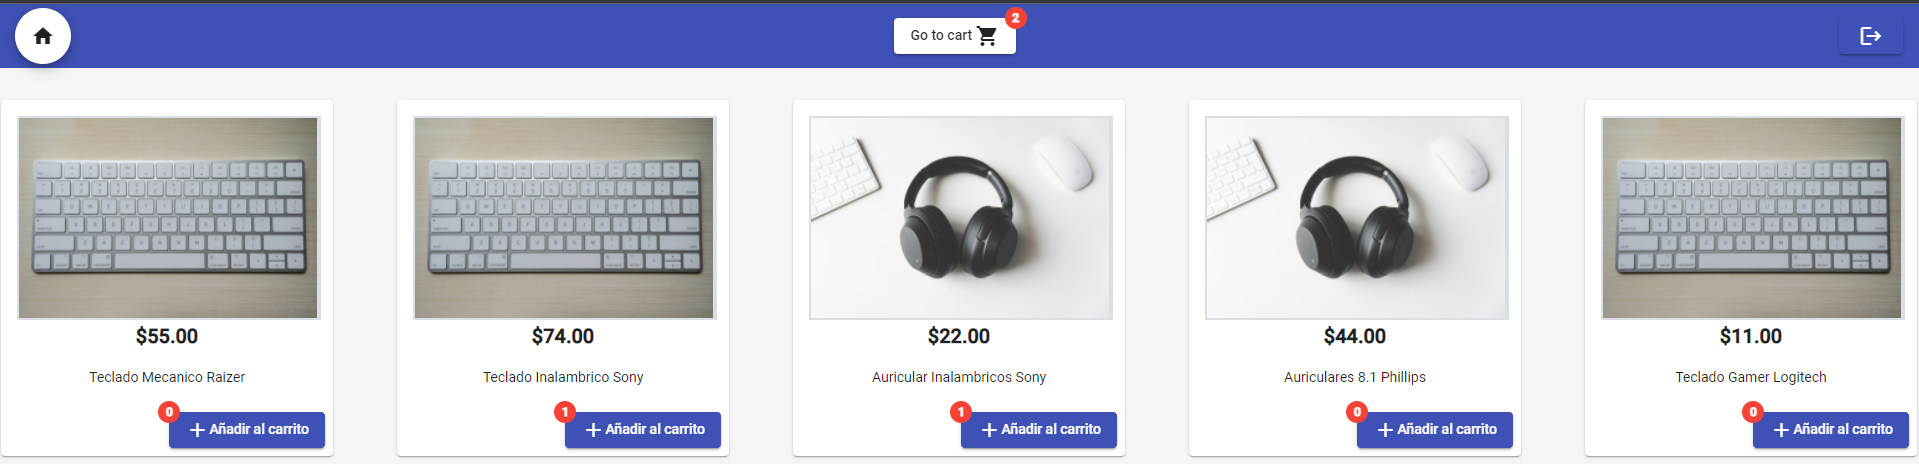 Go to cart 2
$55.00
Teclado Mecanico Raizer
0 Añadir al carrito
$74.00
Teclado Inalambrico Sony
1 Añadir al carrito
$22.00
Auricular Inalambricos Sony
1 Añadir al carrito
$44.00
Auriculares 8.1 Phillips
0 Añadir al carrito
$11.00
Teclado Gamer Logitech
0 Añadir al carrito